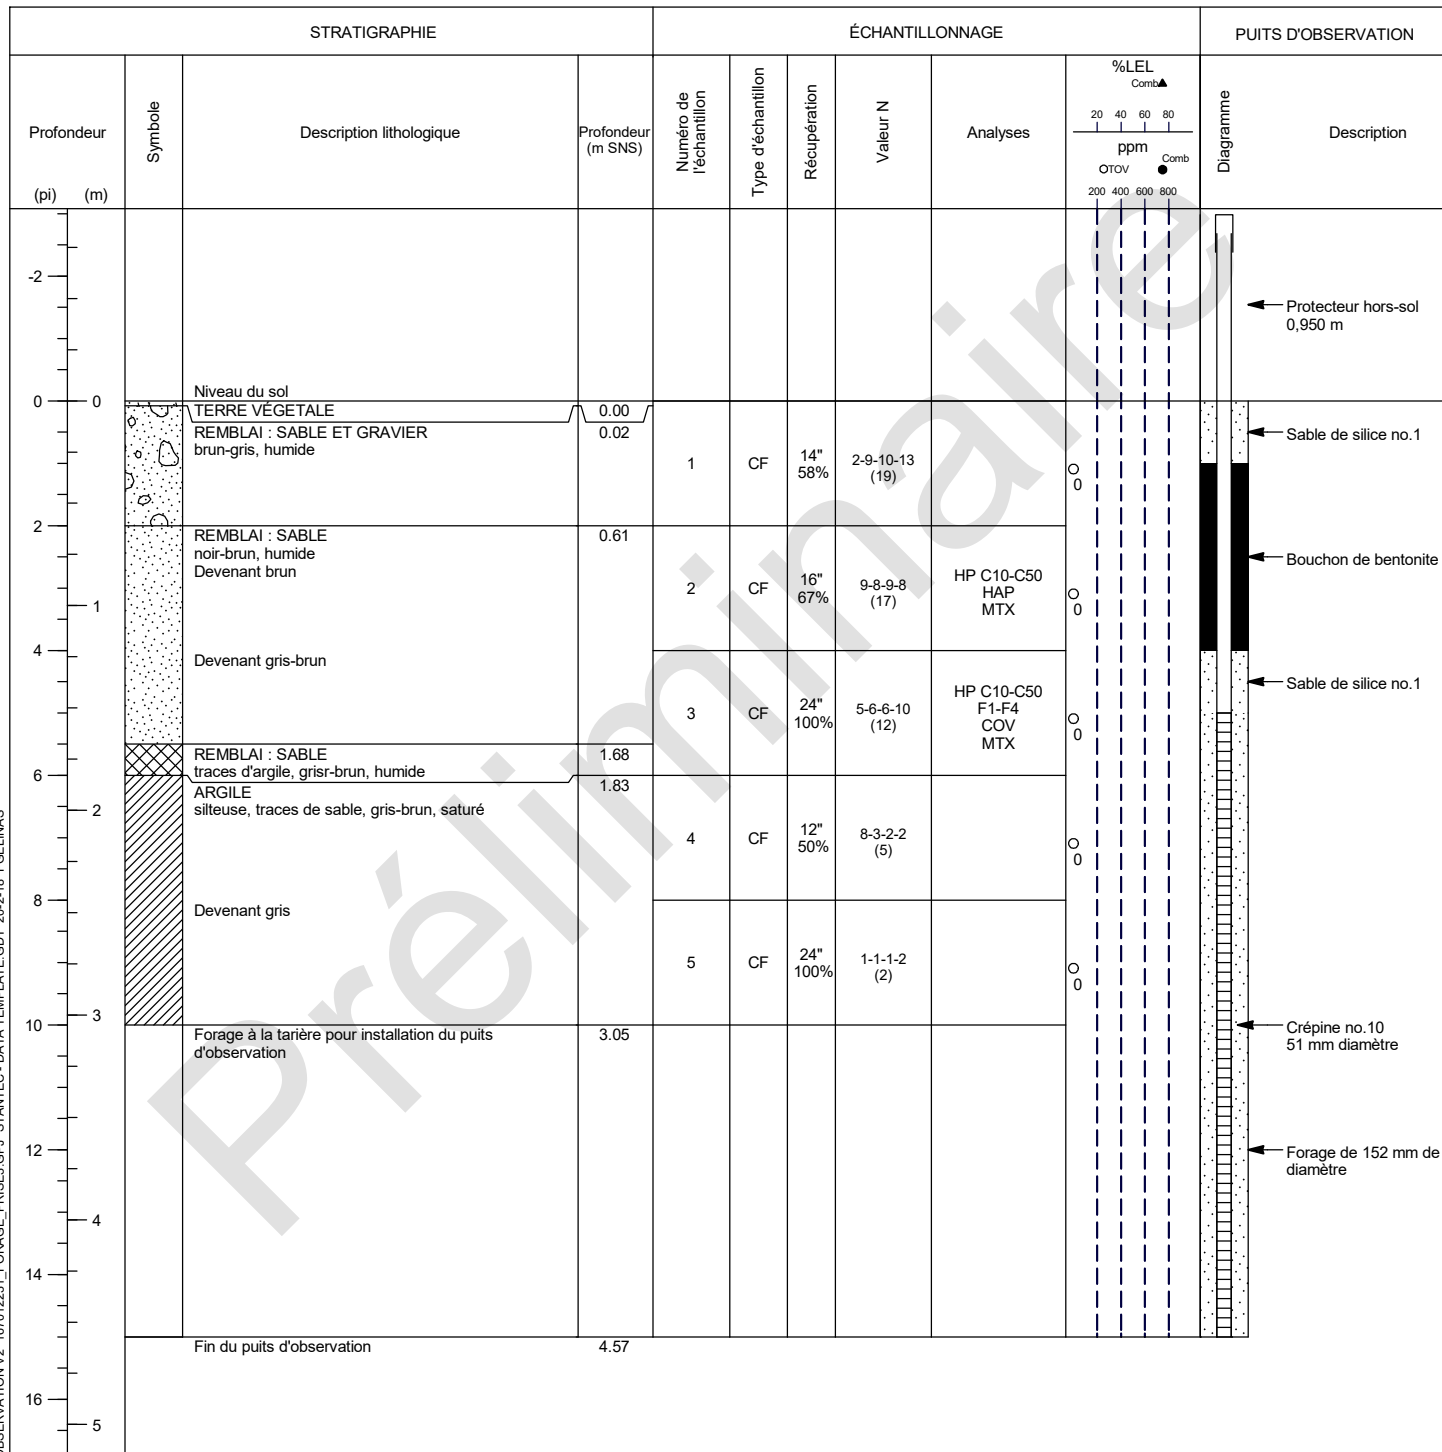 STRATIGRAPHIE
ÉCHANTILLONNAGE
PUITS D'OBSERVATION
Profondeur
(pi)
(m)
Symbole
Description lithologique
Profondeur
(m SNS)
Numéro de
l'échantillon
Type d'échantillon
Récupération
Valeur N
Analyses
%LEL
Comb
20 40 60 80
ppm
TOV
Comb
200 400 600 800
Diagramme
Description
-2
Protecteur hors-sol
0,950 m
Niveau du sol
0
0
TERRE VÉGETALE
0.00
REMBLAI : SABLE ET GRAVIER
0.02
brun-gris, humide
Sable de silice no.1
1
CF
14"
58%
2-9-10-13
(19)
0
2
REMBLAI : SABLE
0.61
noir-brun, humide
Devenant brun
Bouchon de bentonite
2
CF
16"
67%
9-8-9-8
(17)
HP C10-C50
HAP
MTX
0
1
4
Devenant gris-brun
Sable de silice no.1
3
CF
24"
100%
5-6-6-10
(12)
HP C10-C50
F1-F4
COV
MTX
0
REMBLAI : SABLE
1.68
traces d'argile, grisr-brun, humide
6
ARGILE
1.83
silteuse, traces de sable, gris-brun, saturé
2
4
CF
12"
50%
8-3-2-2
(5)
0
8
Devenant gris
5
CF
24"
100%
1-1-1-2
(2)
0
3
10
Forage à la tarière pour installation du puits
d'observation
3.05
Crépine no.10
51 mm diamètre
12
Forage de 152 mm de
diamètre
4
14
Fin du puits d'observation
4.57
16
5
Préliminaire